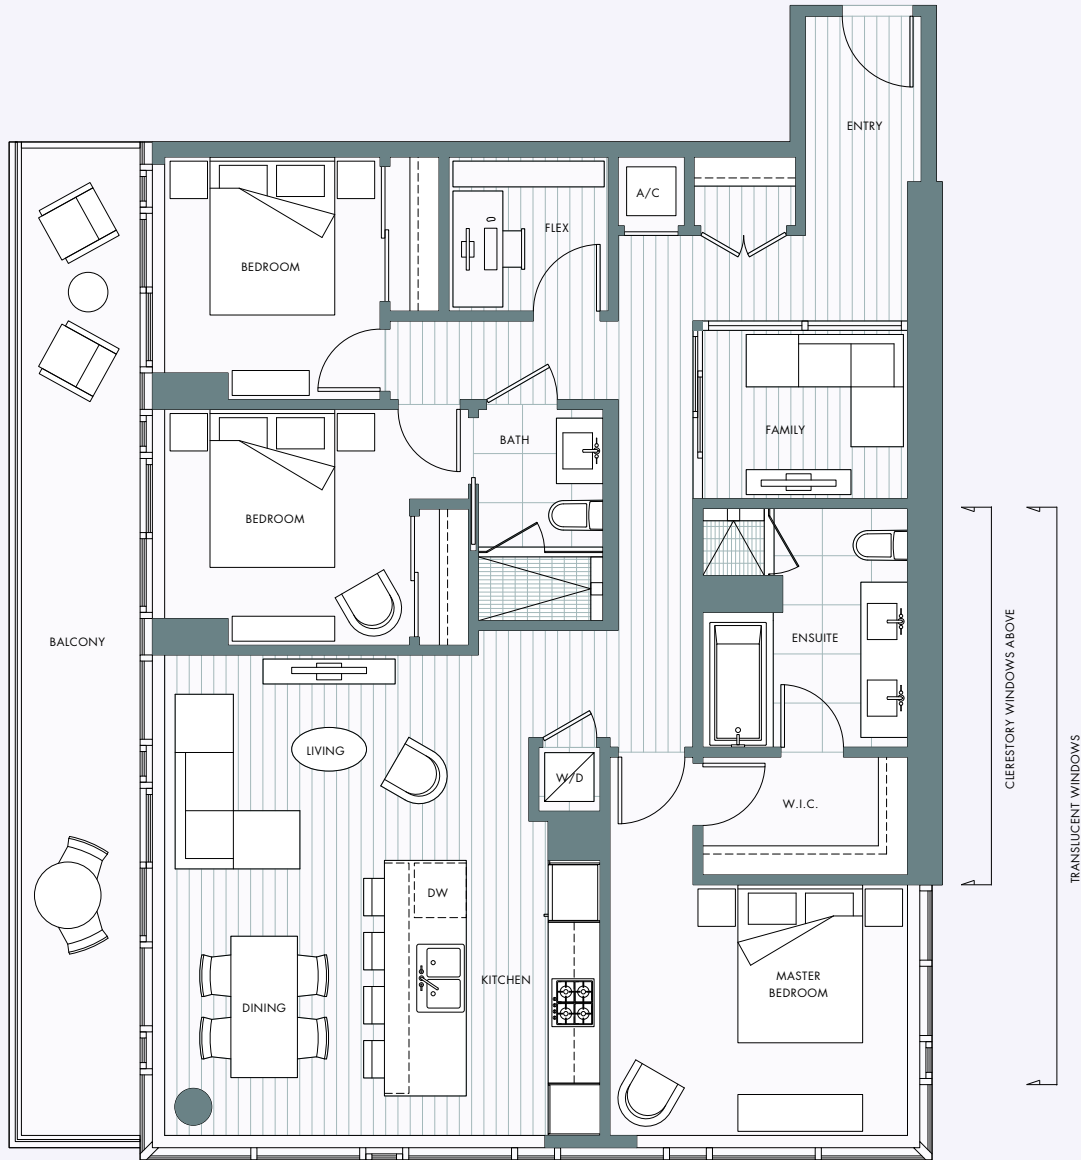 ENTRY
A/C
FLEX
BEDROOM
FAMILY
BATH
BEDROOM
BALCONY
ENSUITE
CLERESTORY WINDOWS ABOVE
TRANSLUCENT WINDOWS
LIVING
W/D
W.I.C.
DW
KITCHEN
MASTER
BEDROOM
DINING